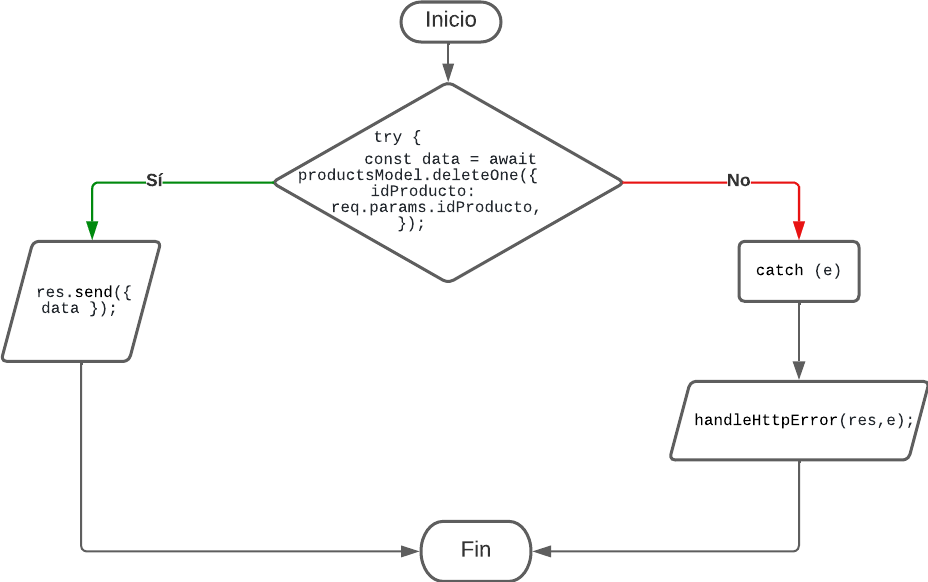 Inicio
try {
const data = await
productsModel.deleteOne({
idProducto:
req.params.idProducto,
});
Sí
No
res.send({
data });
catch (e)
handleHttpError(res,e);
Fin